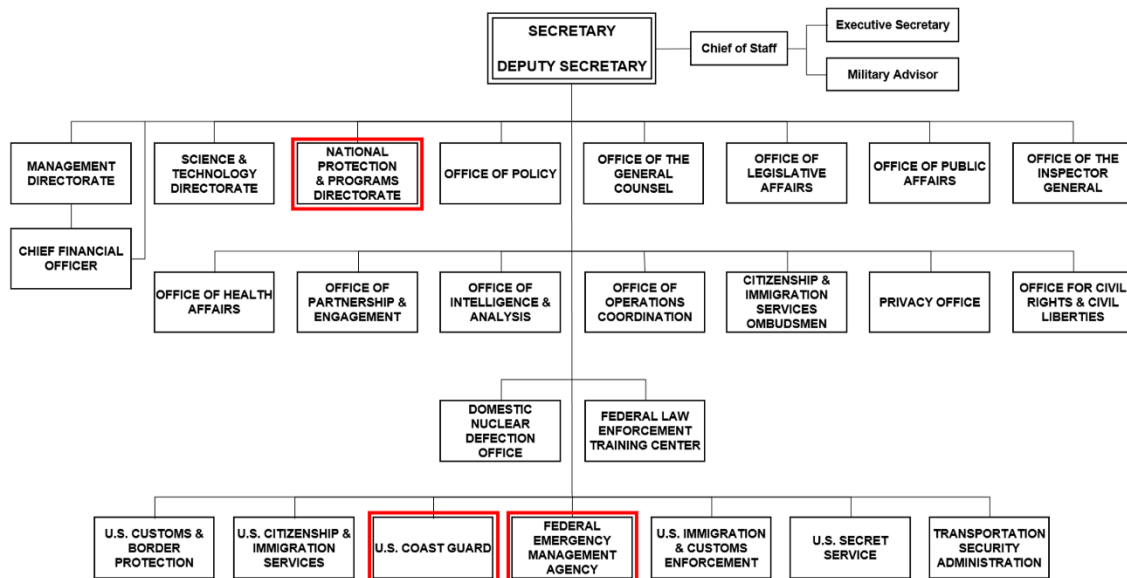 SECRETARY
DEPUTY SECRETARY
Chief of Staff
Executive Secretary
Military Advisor
MANAGEMENT
DIRECTORATE
SCIENCE &
TECHNOLOGY
DIRECTORATE
NATIONAL
PROTECTION
& PROGRAMS
DIRECTORATE
OFFICE OF POLICY
OFFICE OF THE
GENERAL
COUNSEL
OFFICE OF
LEGISLATIVE
AFFAIRS
OFFICE OF PUBLIC
AFFAIRS
OFFICE OF THE
INSPECTOR
GENERAL
CHIEF FINANCIAL
OFFICER
OFFICE OF HEALTH
AFFAIRS
OFFICE OF
PARTNERSHIP &
ENGAGEMENT
OFFICE OF
INTELLIGENCE &
ANALYSIS
OFFICE OF
OPERATIONS
COORDINATION
CITIZENSHIP &
IMMIGRATION
SERVICES
OMBUDSMEN
PRIVACY OFFICE
OFFICE FOR CIVIL
RIGHTS & CIVIL
LIBERTIES
DOMESTIC
NUCLEAR
DEFECTION
OFFICE
FEDERAL LAW
ENFORCEMENT
TRAINING CENTER
U.S. CUSTOMS &
BORDER
PROTECTION
U.S. CITIZENSHIP &
IMMIGRATION
SERVICES
U.S. COAST GUARD
FEDERAL
EMERGENCY
MANAGEMENT
AGENCY
U.S. IMMIGRATION
& CUSTOMS
ENFORCEMENT
U.S. SECRET
SERVICE
TRANSPORTATION
SECURITY
ADMINISTRATION